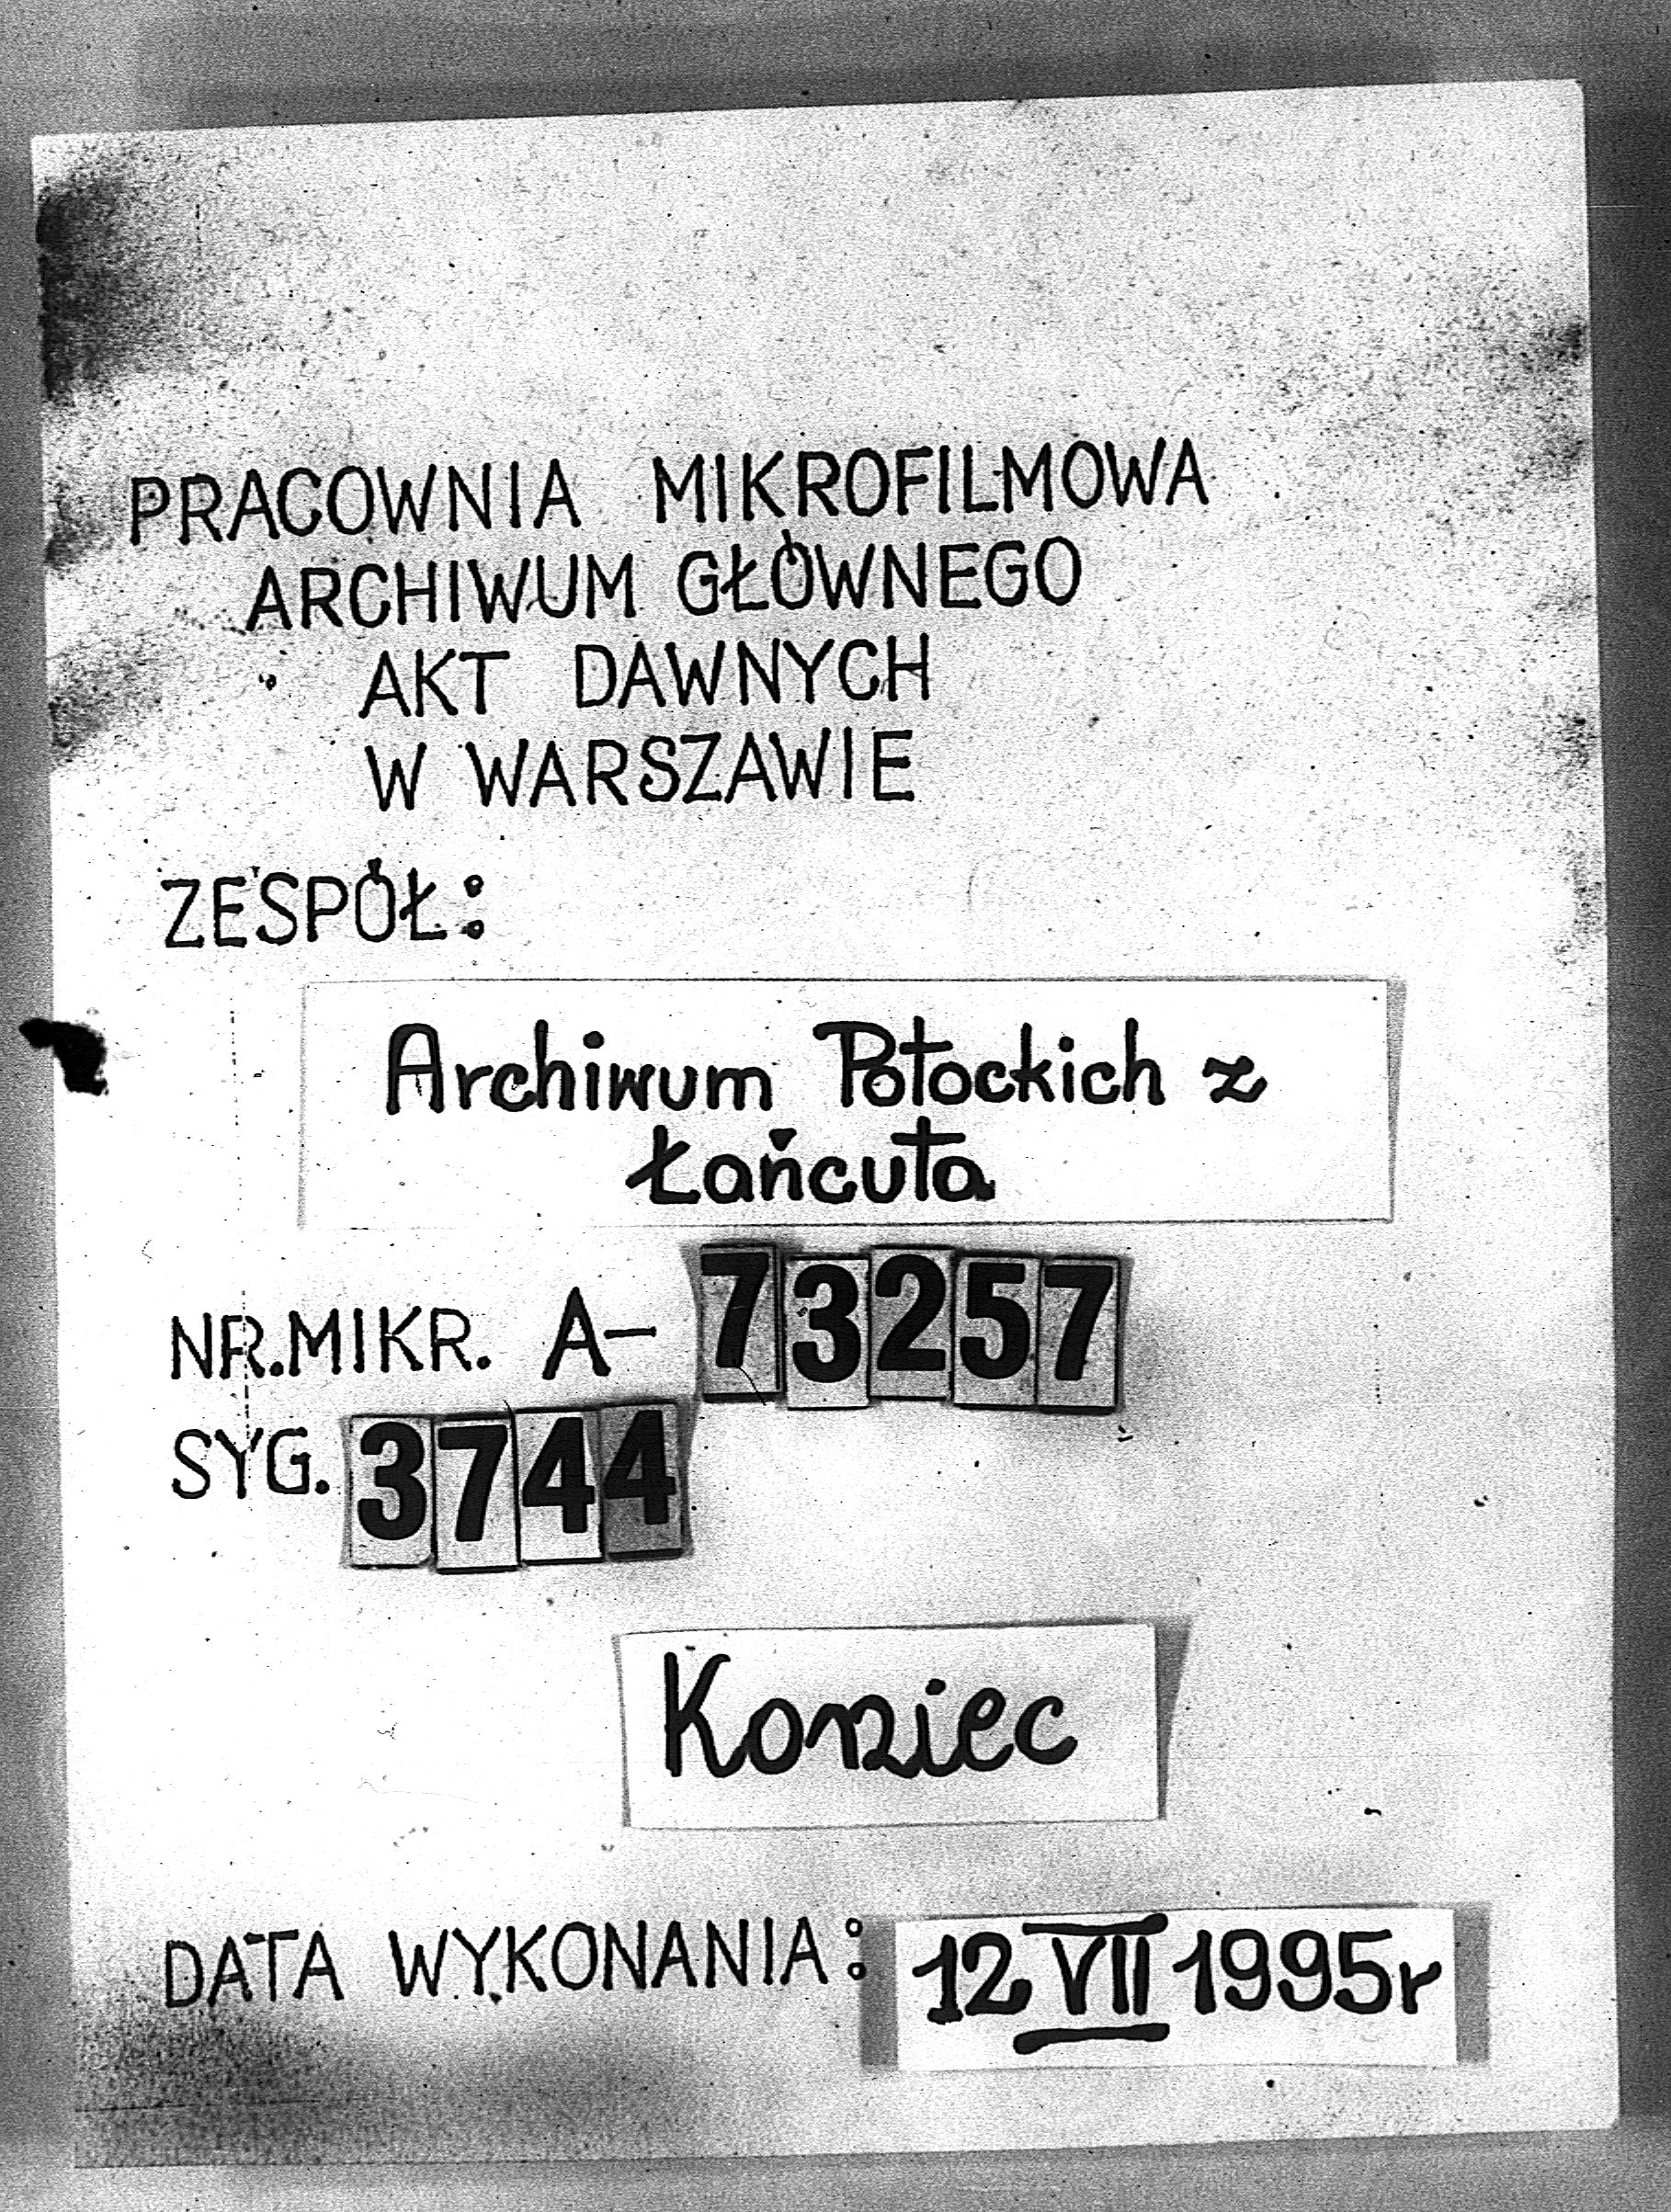 PRACOWNIA MIKROFILMOWA
ARCHIWUM GŁÓWNEGO
AKT DAWNYCH
W WARSZAWIE
ZESPÓŁ:
Archiwum Potockich z
Łańcuta
NR. MIKR. A- 73257
SYG. 3744
Koniec
DATA WYKONANIA: 12 VII 1995r